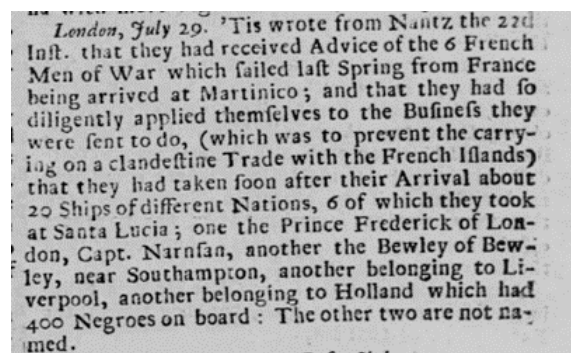 London, July 29. 'Tis wrote from Nantz the 22d
Inſt. that they had received Advice of the 6 French
Men of War which ſailed laſt Spring from France
being arrived at Martinico; and that they had ſo
diligently applied themſelves to the Buſineſs they
were ſent to do, (which was to prevent the carry-
ing on a clandeſtine Trade with the French Iſlands)
that they had taken ſoon after their Arrival about
20 Ships of different Nations, 6 of which they took
at Santa Lucia; one the Prince Frederick of Lon-
don, Capt. Narnſan, another the Bewley of Bew-
ley, near Southampton, another belonging to Li-
verpool, another belonging to Holland which had
400 Negroes on board: The other two are not na-
med.